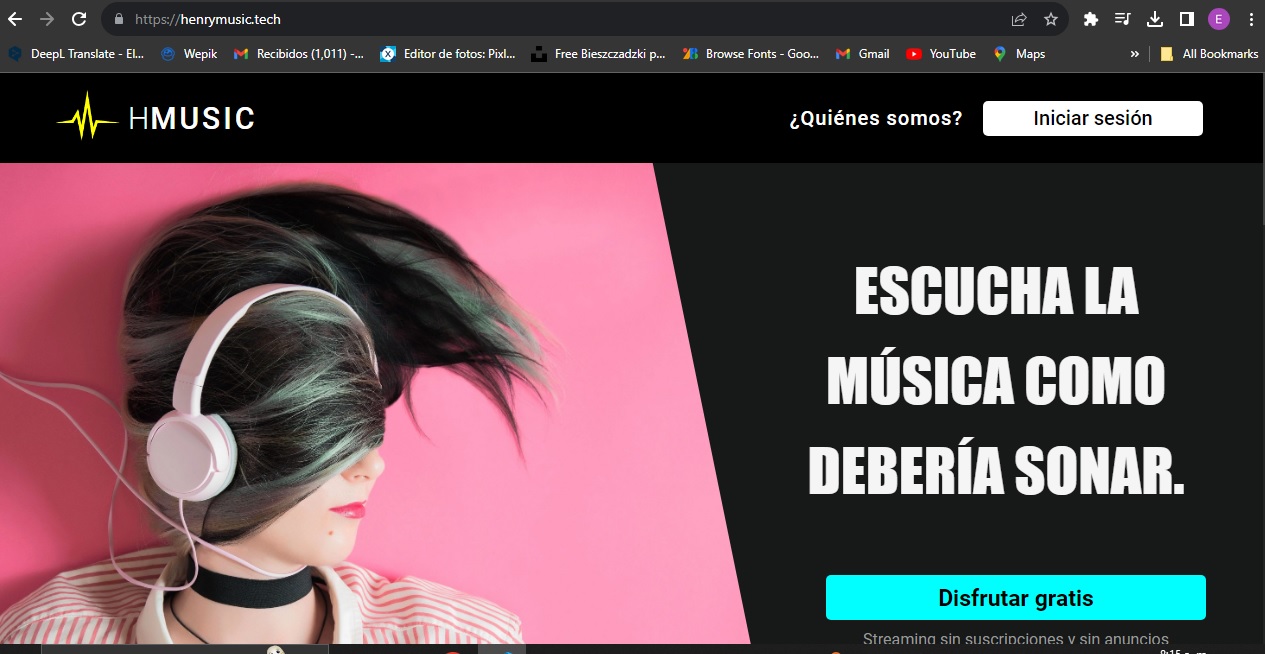 https://henrymusic.tech
E
DeepL Translate - El...
Wepik
Recibidos (1,011) -...
Editor de fotos: Pixl...
Free Bieszczadzki p...
Browse Fonts - Goo...
Gmail
YouTube
Maps
»
All Bookmarks
HMUSIC
¿Quiénes somos?
Iniciar sesión
ESCUCHA LA
MÚSICA COMO
DEBERÍA SONAR.
Disfrutar gratis
Streaming sin suscripciones y sin anuncios